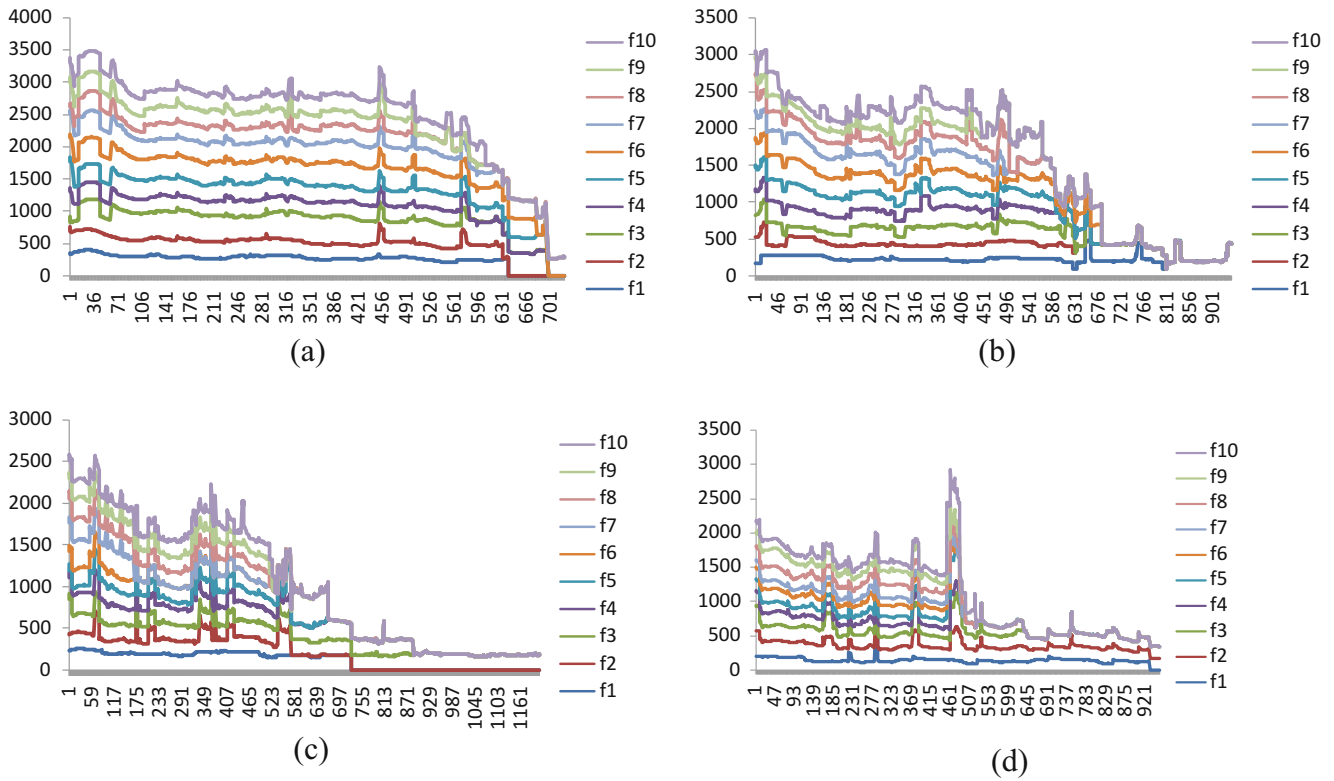 4000
3500
3000
2500
2000
1500
1000
500
0
1 36 71 106 141 176 211 246 281 316 351 386 421 456 491 526 561 596 631 666 701
f10
f9
f8
f7
f6
f5
f4
f3
f2
f1
(a)
3500
3000
2500
2000
1500
1000
500
0
1 46 91 136 181 226 271 316 361 406 451 496 541 586 631 676 721 766 811 856 901
f10
f9
f8
f7
f6
f5
f4
f3
f2
f1
(b)
3000
2500
2000
1500
1000
500
0
1 59 117 175 233 291 349 407 465 523 581 639 697 755 813 871 929 987 1045 1103 1161
f10
f9
f8
f7
f6
f5
f4
f3
f2
f1
(c)
3500
3000
2500
2000
1500
1000
500
0
1 47 93 139 185 231 277 323 369 415 461 507 553 599 645 691 737 783 829 875 921
f10
f9
f8
f7
f6
f5
f4
f3
f2
f1
(d)